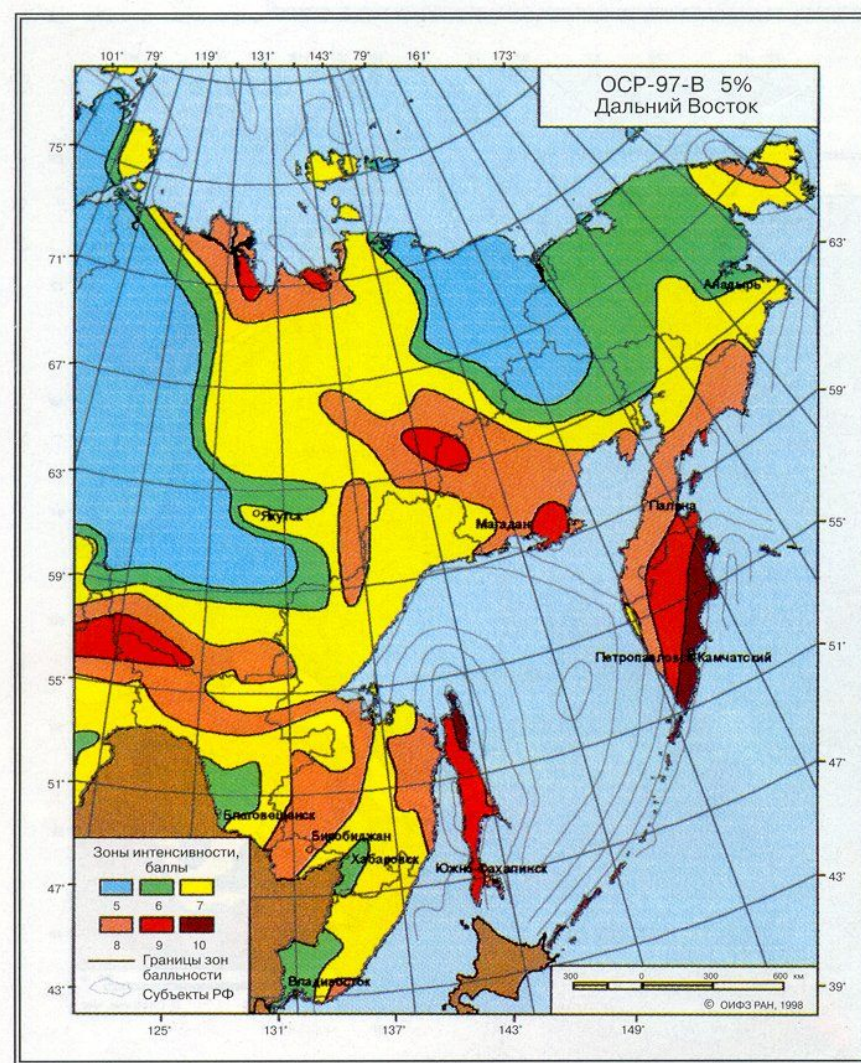 101° 79° 119° 131° 143° 79° 161° 173°
ОСР-97-В 5%
Дальний Восток
75°
71°
67°
63°
59°
55°
51°
47°
43°
63°
59°
55°
51°
47°
43°
39°
Анадырь
Якутск
Магадан
Палана
Петропавловск-Камчатский
Благовещенск
Биробиджан
Хабаровск
Южно-Сахалинск
Владивосток
Зоны интенсивности,
баллы
5 6 7
8 9 10
Границы зон
балльности
Субъекты РФ
300 0 300 600 км
© ОИФЗ РАН, 1998
125° 131° 137° 143° 149°